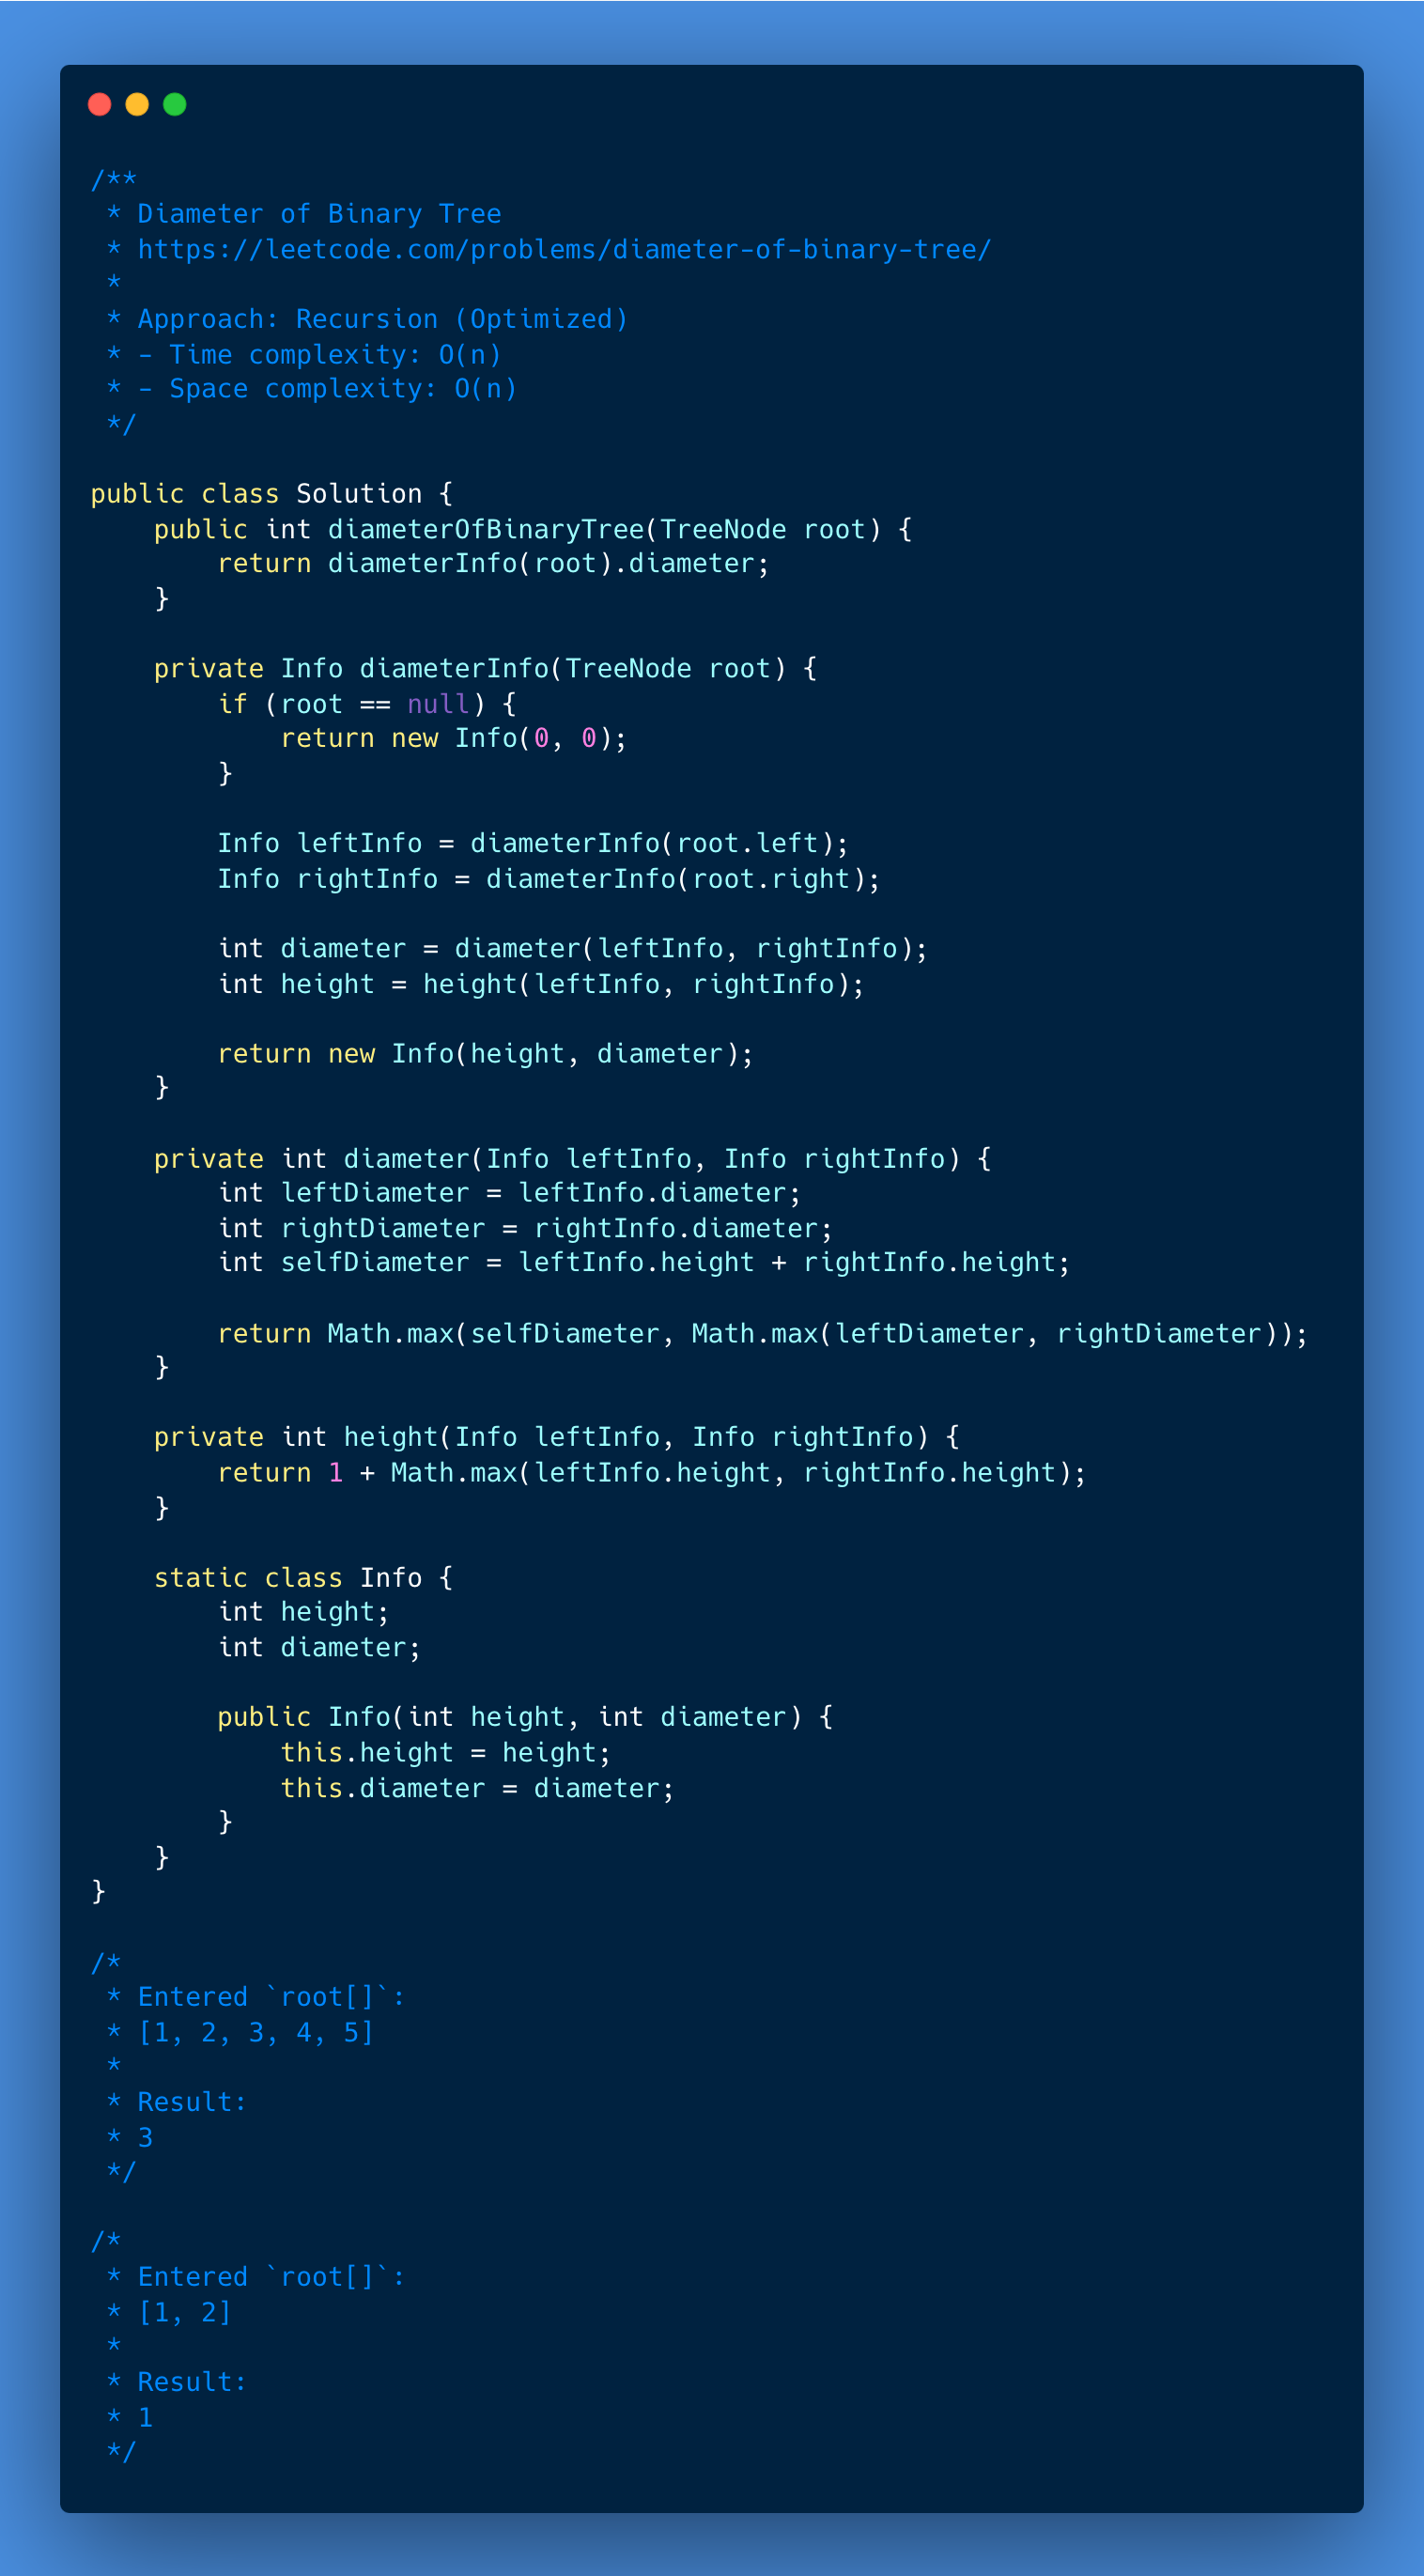 /**
 * Diameter of Binary Tree
 * https://leetcode.com/problems/diameter-of-binary-tree/
 *
 * Approach: Recursion (Optimized)
 * - Time complexity: O(n)
 * - Space complexity: O(n)
 */

public class Solution {
    public int diameterOfBinaryTree(TreeNode root) {
        return diameterInfo(root).diameter;
    }

    private Info diameterInfo(TreeNode root) {
        if (root == null) {
            return new Info(0, 0);
        }

        Info leftInfo = diameterInfo(root.left);
        Info rightInfo = diameterInfo(root.right);

        int diameter = diameter(leftInfo, rightInfo);
        int height = height(leftInfo, rightInfo);

        return new Info(height, diameter);
    }

    private int diameter(Info leftInfo, Info rightInfo) {
        int leftDiameter = leftInfo.diameter;
        int rightDiameter = rightInfo.diameter;
        int selfDiameter = leftInfo.height + rightInfo.height;

        return Math.max(selfDiameter, Math.max(leftDiameter, rightDiameter));
    }

    private int height(Info leftInfo, Info rightInfo) {
        return 1 + Math.max(leftInfo.height, rightInfo.height);
    }

    static class Info {
        int height;
        int diameter;

        public Info(int height, int diameter) {
            this.height = height;
            this.diameter = diameter;
        }
    }
}

/*
 * Entered `root[]`:
 * [1, 2, 3, 4, 5]
 *
 * Result:
 * 3
 */

/*
 * Entered `root[]`:
 * [1, 2]
 *
 * Result:
 * 1
 */